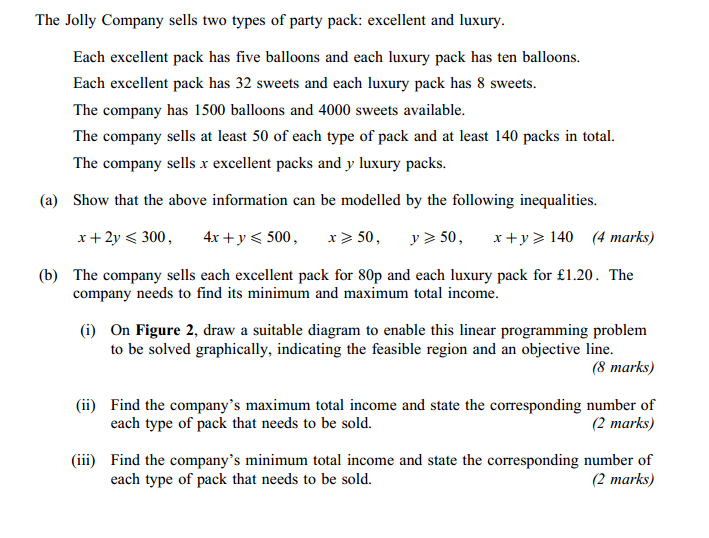 The Jolly Company sells two types of party pack: excellent and luxury.
Each excellent pack has five balloons and each luxury pack has ten balloons.
Each excellent pack has 32 sweets and each luxury pack has 8 sweets.
The company has 1500 balloons and 4000 sweets available.
The company sells at least 50 of each type of pack and at least 140 packs in total.
The company sells x excellent packs and y luxury packs.
(a) Show that the above information can be modelled by the following inequalities.
x + 2y ⩽ 300, 4x + y ⩽ 500, x ⩾ 50, y ⩾ 50, x + y ⩾ 140 (4 marks)
(b) The company sells each excellent pack for 80p and each luxury pack for £1.20. The
company needs to find its minimum and maximum total income.
(i) On Figure 2, draw a suitable diagram to enable this linear programming problem
to be solved graphically, indicating the feasible region and an objective line.
(8 marks)
(ii) Find the company's maximum total income and state the corresponding number of
each type of pack that needs to be sold. (2 marks)
(iii) Find the company's minimum total income and state the corresponding number of
each type of pack that needs to be sold. (2 marks)